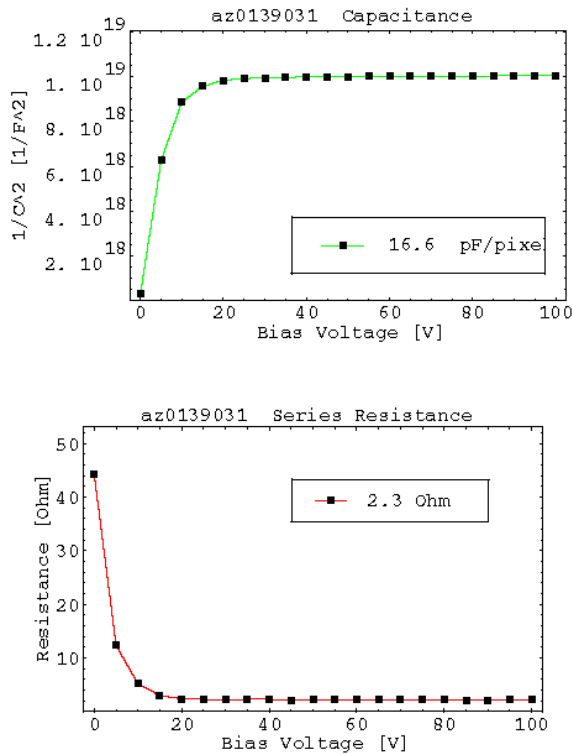 az0139031 Capacitance
1.2 10^19
1. 10^19
8. 10^18
6. 10^18
4. 10^18
2. 10^18
1/C^2 [1/F^2]
16.6 pF/pixel
0 20 40 60 80 100
Bias Voltage [V]
az0139031 Series Resistance
50
40
30
20
10
Resistance [Ohm]
2.3 Ohm
0 20 40 60 80 100
Bias Voltage [V]